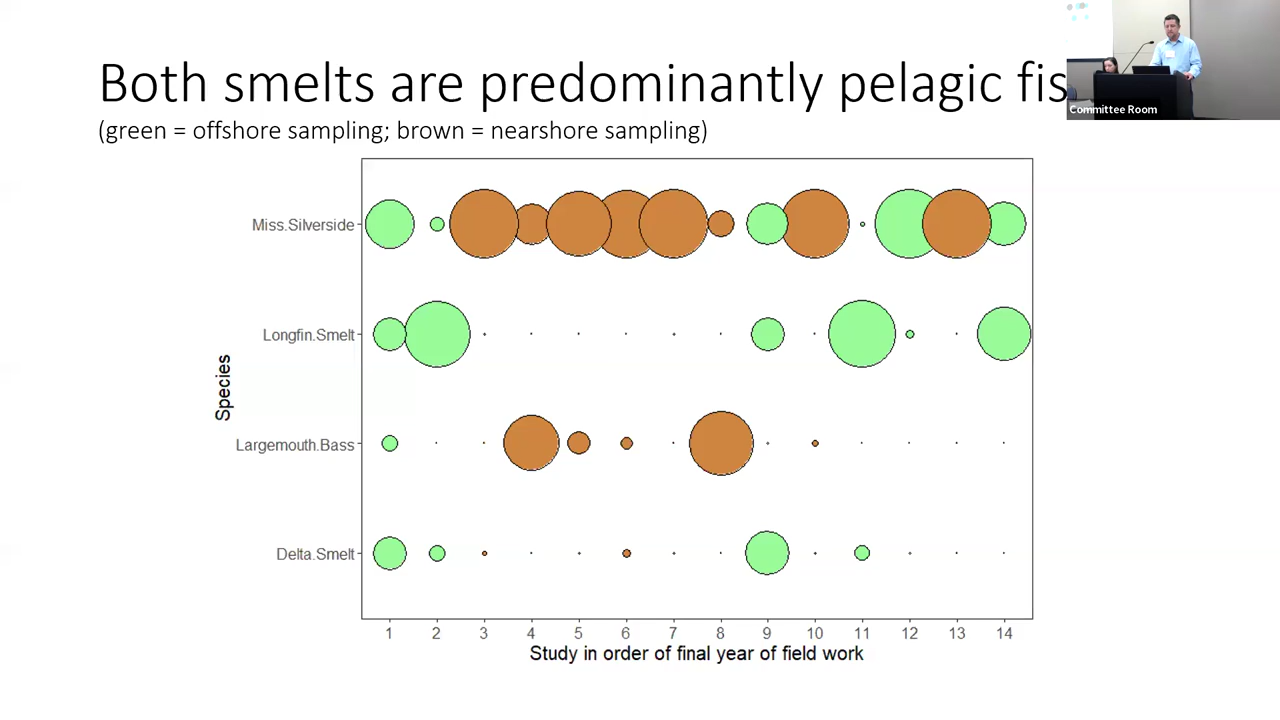 Both smelts are predominantly pelagic fis
(green = offshore sampling; brown = nearshore sampling)
Committee Room
Miss.Silverside
Longfin.Smelt
Largemouth.Bass
Delta.Smelt
Species
1 2 3 4 5 6 7 8 9 10 11 12 13 14
Study in order of final year of field work